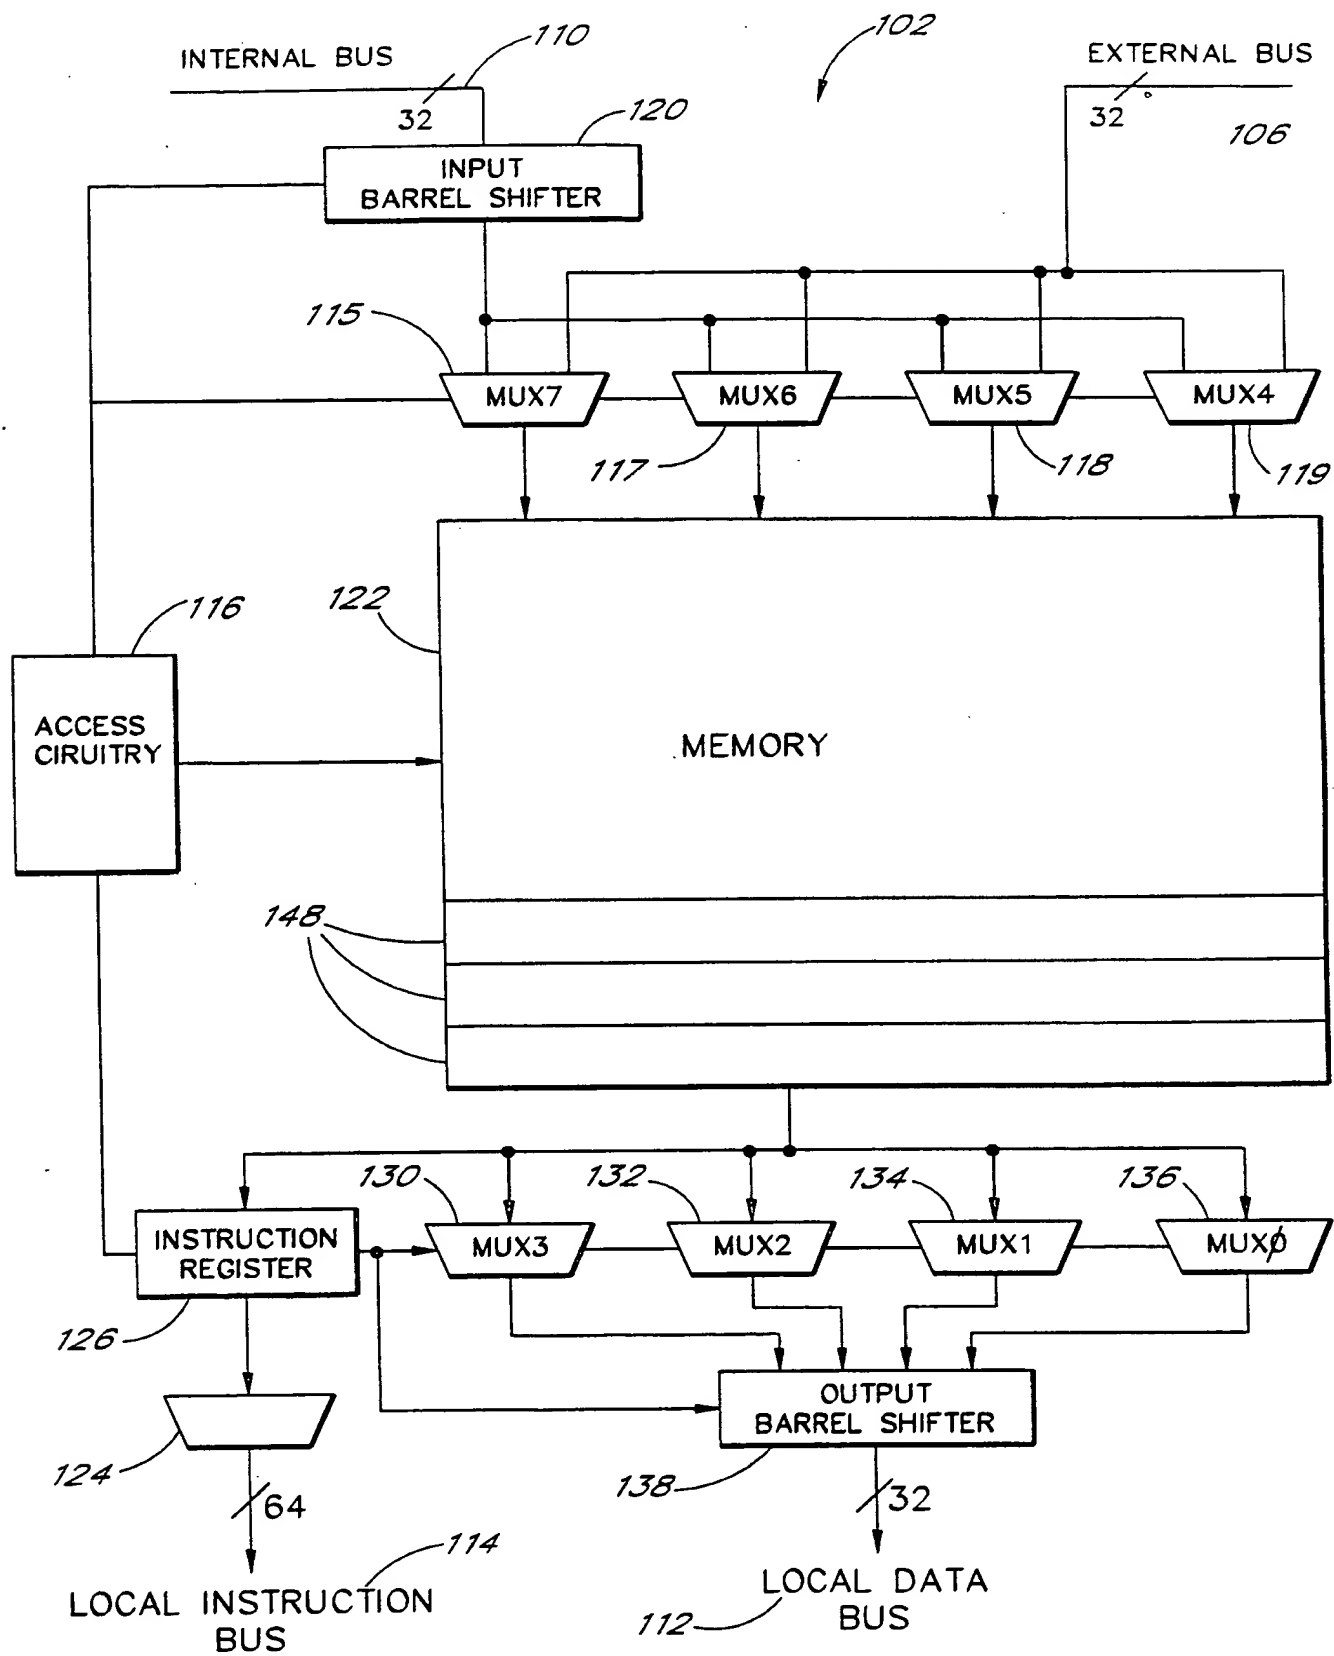 102
110
INTERNAL BUS
EXTERNAL BUS
32
32
120
106
INPUT
BARREL SHIFTER
115
MUX7
MUX6
MUX5
MUX4
117
118
119
116
122
ACCESS
CIRUITRY
MEMORY
148
130
132
134
136
INSTRUCTION
REGISTER
MUX3
MUX2
MUX1
MUXØ
126
OUTPUT
BARREL SHIFTER
124
138
64
32
114
LOCAL INSTRUCTION
BUS
LOCAL DATA
BUS
112